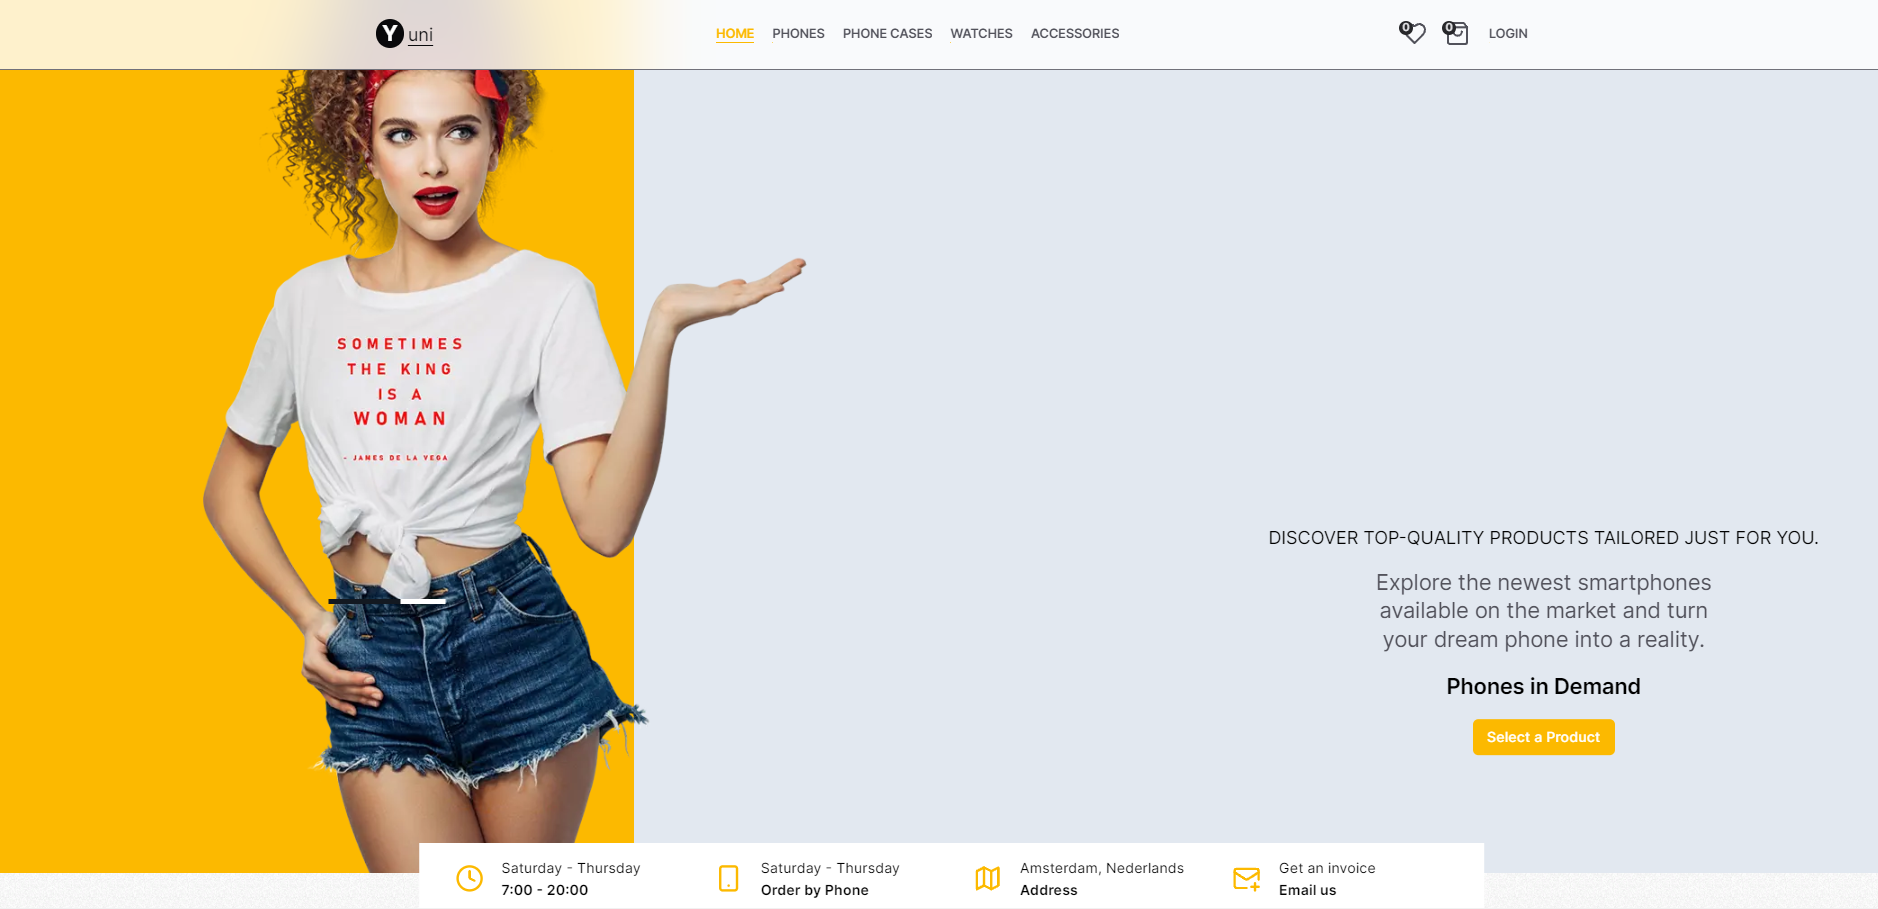 Y uni
HOME PHONES PHONE CASES WATCHES ACCESSORIES
0 0 LOGIN
SOMETIMES
THE KING
IS A
WOMAN
- JAMES DE LA VEGA
DISCOVER TOP-QUALITY PRODUCTS TAILORED JUST FOR YOU.
Explore the newest smartphones
available on the market and turn
your dream phone into a reality.
Phones in Demand
Select a Product
Saturday - Thursday
7:00 - 20:00
Saturday - Thursday
Order by Phone
Amsterdam, Nederlands
Address
Get an invoice
Email us